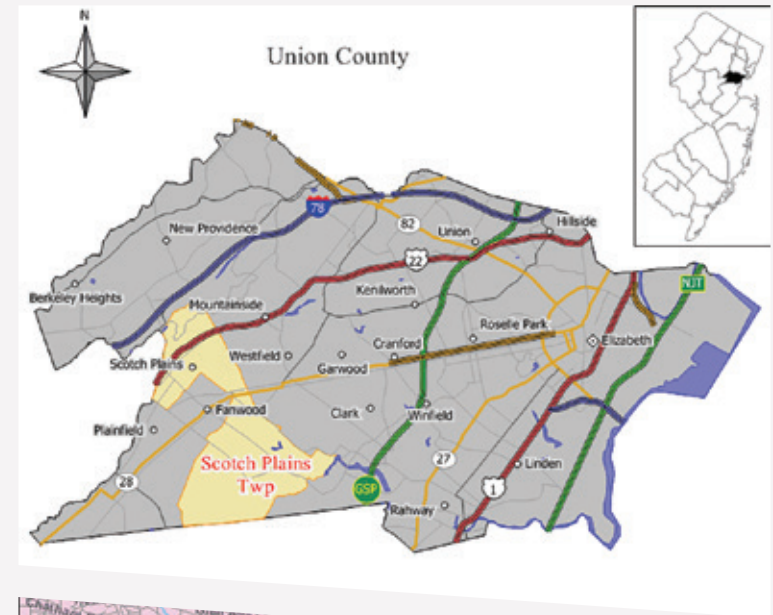 N
Union County
78
New Providence
82
Union
Hillside
22
NJT
Berkeley Heights
Kenilworth
Mountainside
Roselle Park
Elizabeth
Cranford
Westfield
Garwood
Scotch Plains
Fanwood
Clark
Winfield
Plainfield
Scotch Plains
Twp
27
Linden
28
GSP
1
Rahway